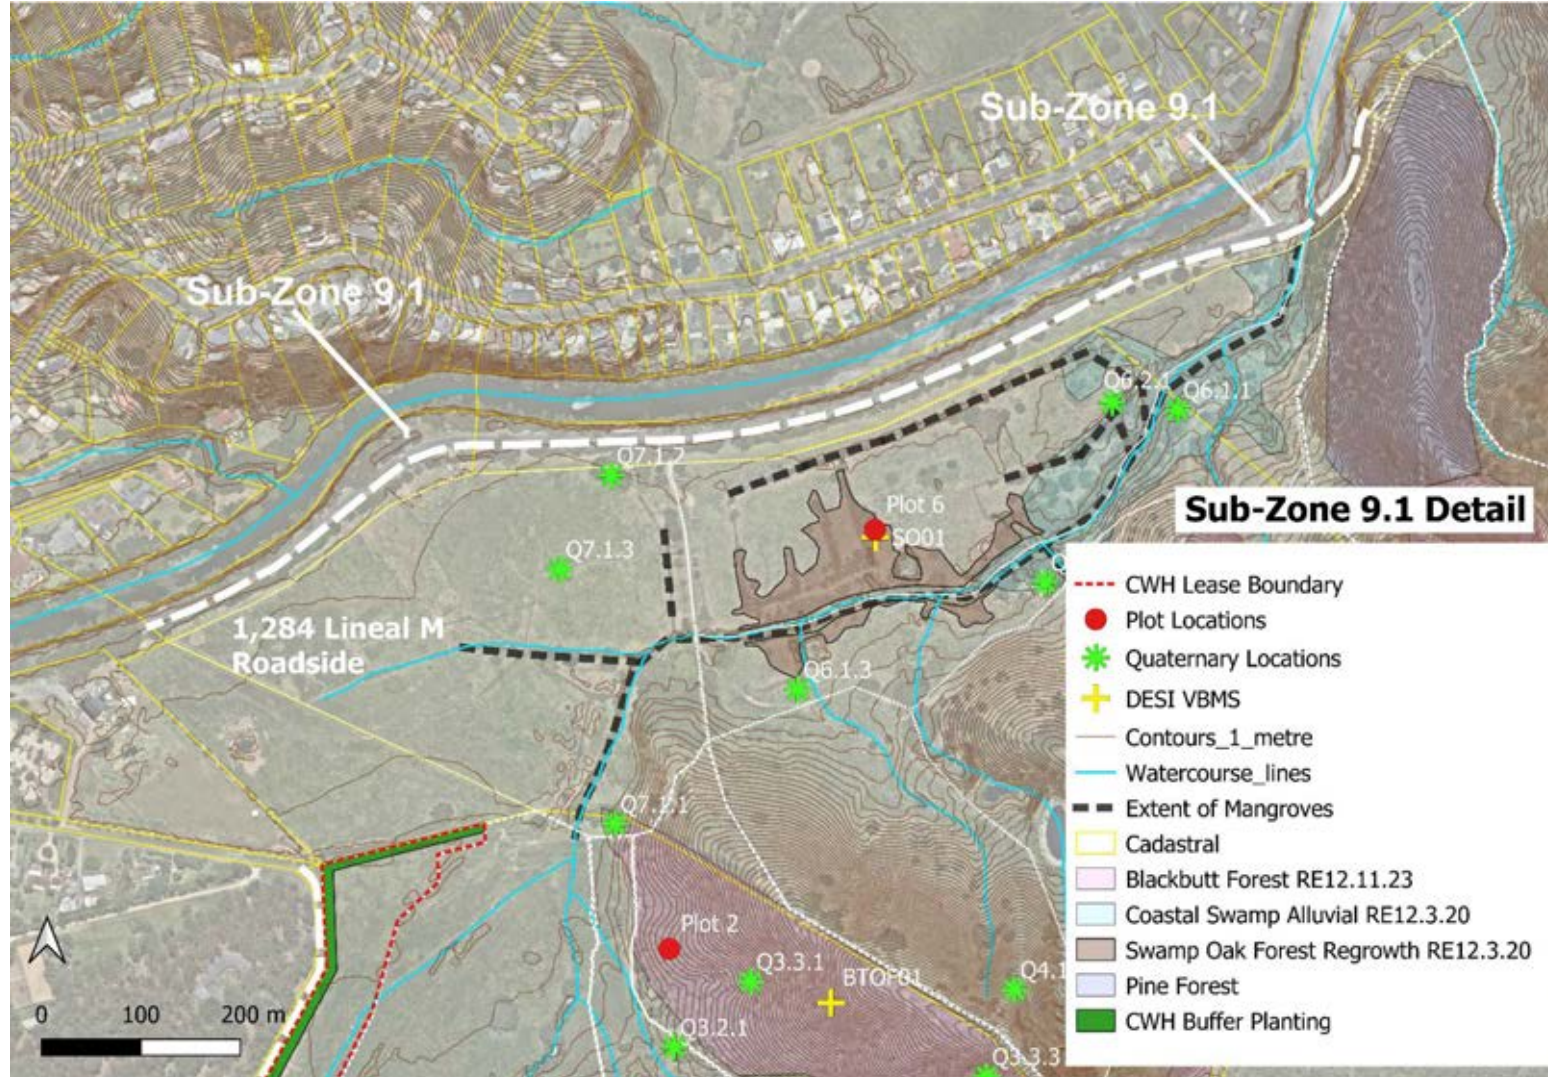 Sub-Zone 9.1
Sub-Zone 9.1
Q6.1.1
Q7.1.2
Plot 6
SO01
Q7.1.3
1,284 Lineal M
Roadside
Q6.1.3
Plot 2
Q3.3.1
BTOF01
Q4.1
Q3.2.1
Q3.3.3
0 100 200 m
Sub-Zone 9.1 Detail
CWH Lease Boundary
Plot Locations
Quaternary Locations
DESI VBMS
Contours_1_metre
Watercourse_lines
Extent of Mangroves
Cadastral
Blackbutt Forest RE12.11.23
Coastal Swamp Alluvial RE12.3.20
Swamp Oak Forest Regrowth RE12.3.20
Pine Forest
CWH Buffer Planting